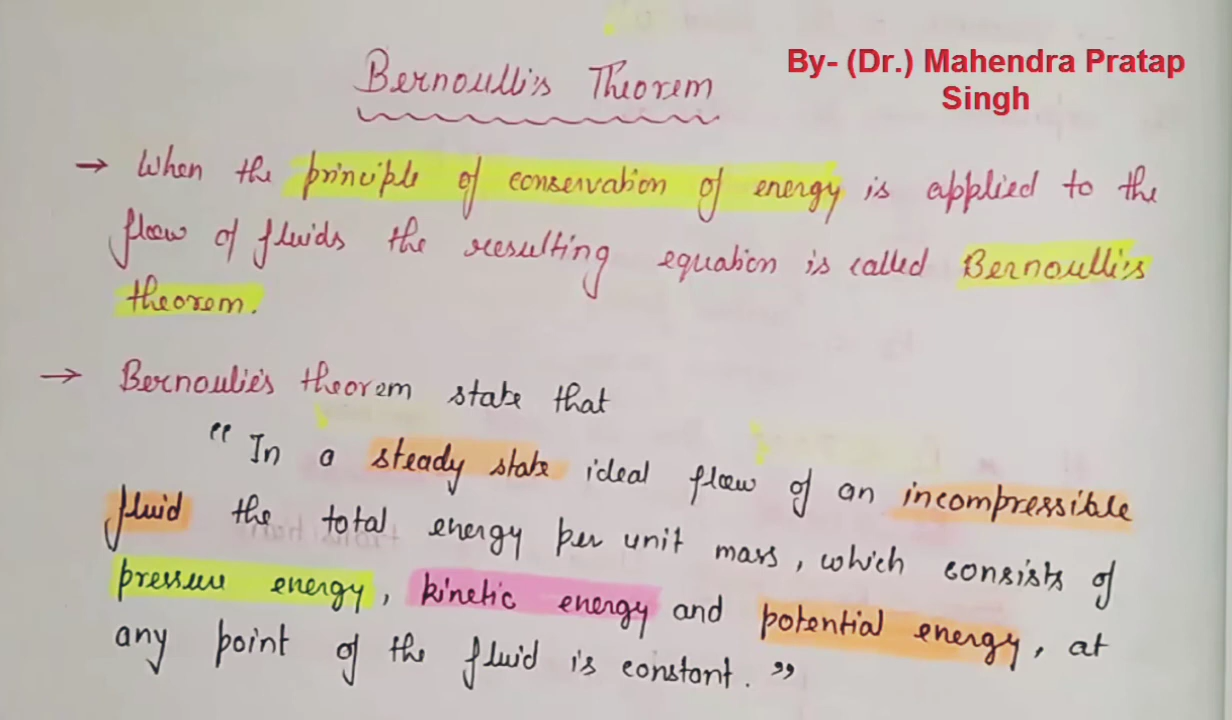 Bernoulli's Theorem
By- (Dr.) Mahendra Pratap
Singh
→ When the principle of conservation of energy is applied to the
flow of fluids the resulting equation is called Bernoulli's
theorem.
→ Bernoulie's theorem state that
"In a steady state ideal flow of an incompressible
fluid the total energy per unit mass, which consists of
pressure energy, kinetic energy and potential energy, at
any point of the fluid is constant."